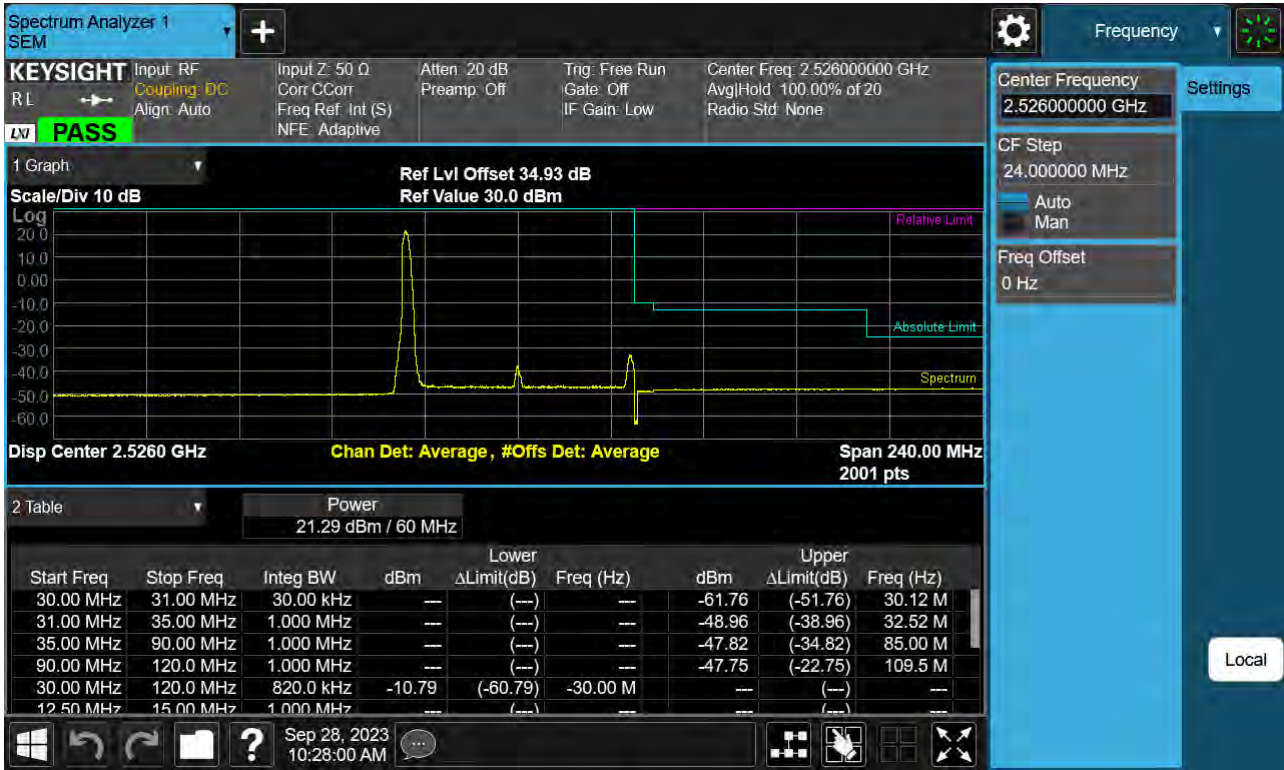 Spectrum Analyzer 1
SEM
Frequency
KEYSIGHT
RL
LXI PASS
Input: RF
Coupling: DC
Align: Auto
Input Z: 50 Ω
Corr CCorr
Freq Ref: Int (S)
NFE: Adaptive
Atten: 20 dB
Preamp: Off
Trig: Free Run
Gate: Off
IF Gain: Low
Center Freq: 2.526000000 GHz
Avg|Hold: 100.00% of 20
Radio Std: None
Center Frequency
2.526000000 GHz
Settings
CF Step
24.000000 MHz
Auto
Man
Freq Offset
0 Hz
Local
1 Graph
Scale/Div 10 dB
Ref Lvl Offset 34.93 dB
Ref Value 30.0 dBm
Log
20.0
10.0
0.00
-10.0
-20.0
-30.0
-40.0
-50.0
-60.0
Relative Limit
Absolute Limit
Spectrum
Disp Center 2.5260 GHz
Chan Det: Average , #Offs Det: Average
Span 240.00 MHz
2001 pts
2 Table
Power
21.29 dBm / 60 MHz
Lower Upper
Start Freq Stop Freq Integ BW dBm ΔLimit(dB) Freq (Hz) dBm ΔLimit(dB) Freq (Hz)
30.00 MHz 31.00 MHz 30.00 kHz --- (---) --- -61.76 (-51.76) 30.12 M
31.00 MHz 35.00 MHz 1.000 MHz --- (---) --- -48.96 (-38.96) 32.52 M
35.00 MHz 90.00 MHz 1.000 MHz --- (---) --- -47.82 (-34.82) 85.00 M
90.00 MHz 120.0 MHz 1.000 MHz --- (---) --- -47.75 (-22.75) 109.5 M
30.00 MHz 120.0 MHz 820.0 kHz -10.79 (-60.79) -30.00 M --- (---) ---
12.50 MHz 15.00 MHz 1.000 MHz --- (---) --- --- (---) ---
Sep 28, 2023
10:28:00 AM